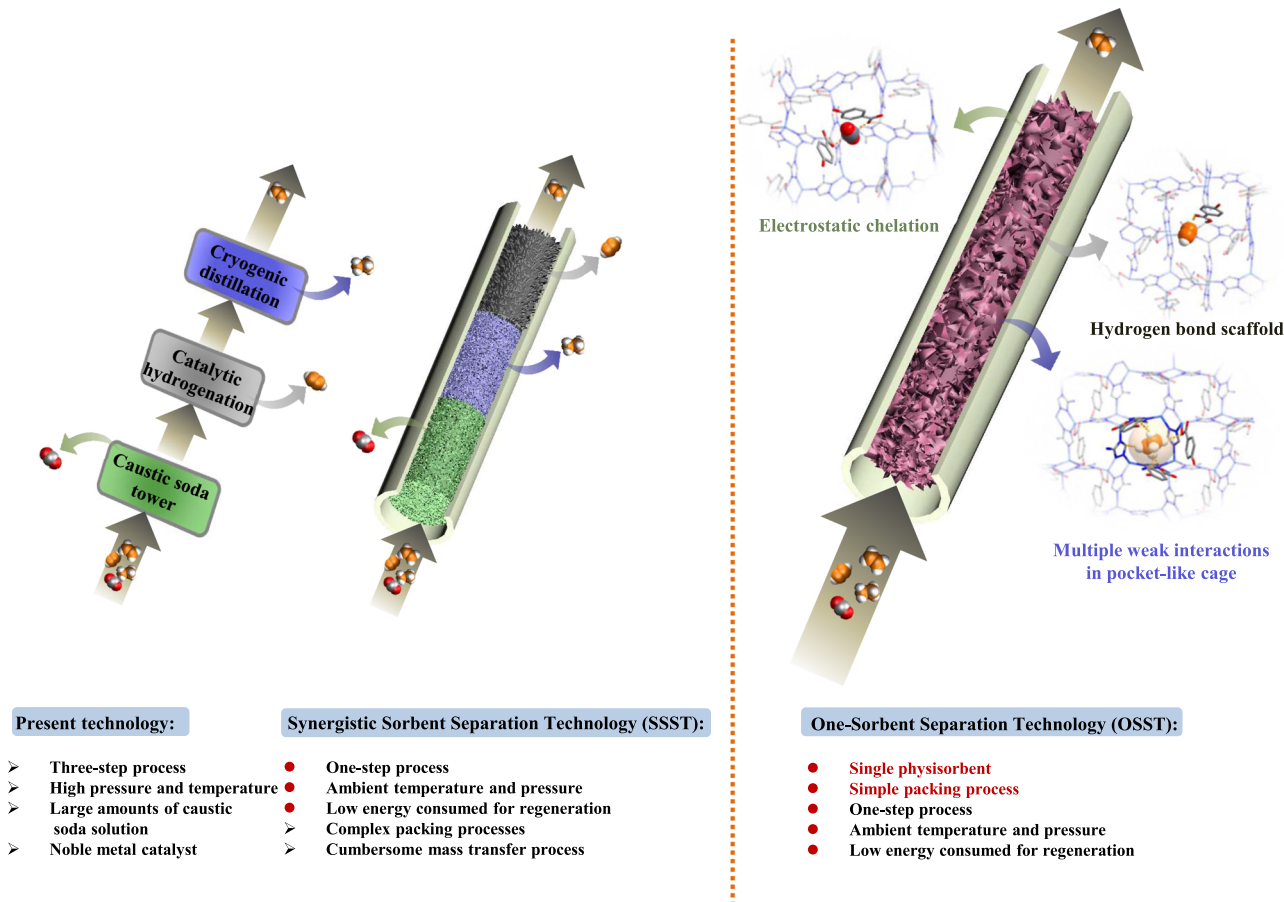 Cryogenic
distillation
Catalytic
hydrogenation
Caustic soda
tower
Electrostatic chelation
Hydrogen bond scaffold
Multiple weak interactions
in pocket-like cage
Present technology:
Three-step process
High pressure and temperature
Large amounts of caustic
soda solution
Noble metal catalyst
Synergistic Sorbent Separation Technology (SSST):
One-step process
Ambient temperature and pressure
Low energy consumed for regeneration
Complex packing processes
Cumbersome mass transfer process
One-Sorbent Separation Technology (OSST):
Single physisorbent
Simple packing process
One-step process
Ambient temperature and pressure
Low energy consumed for regeneration